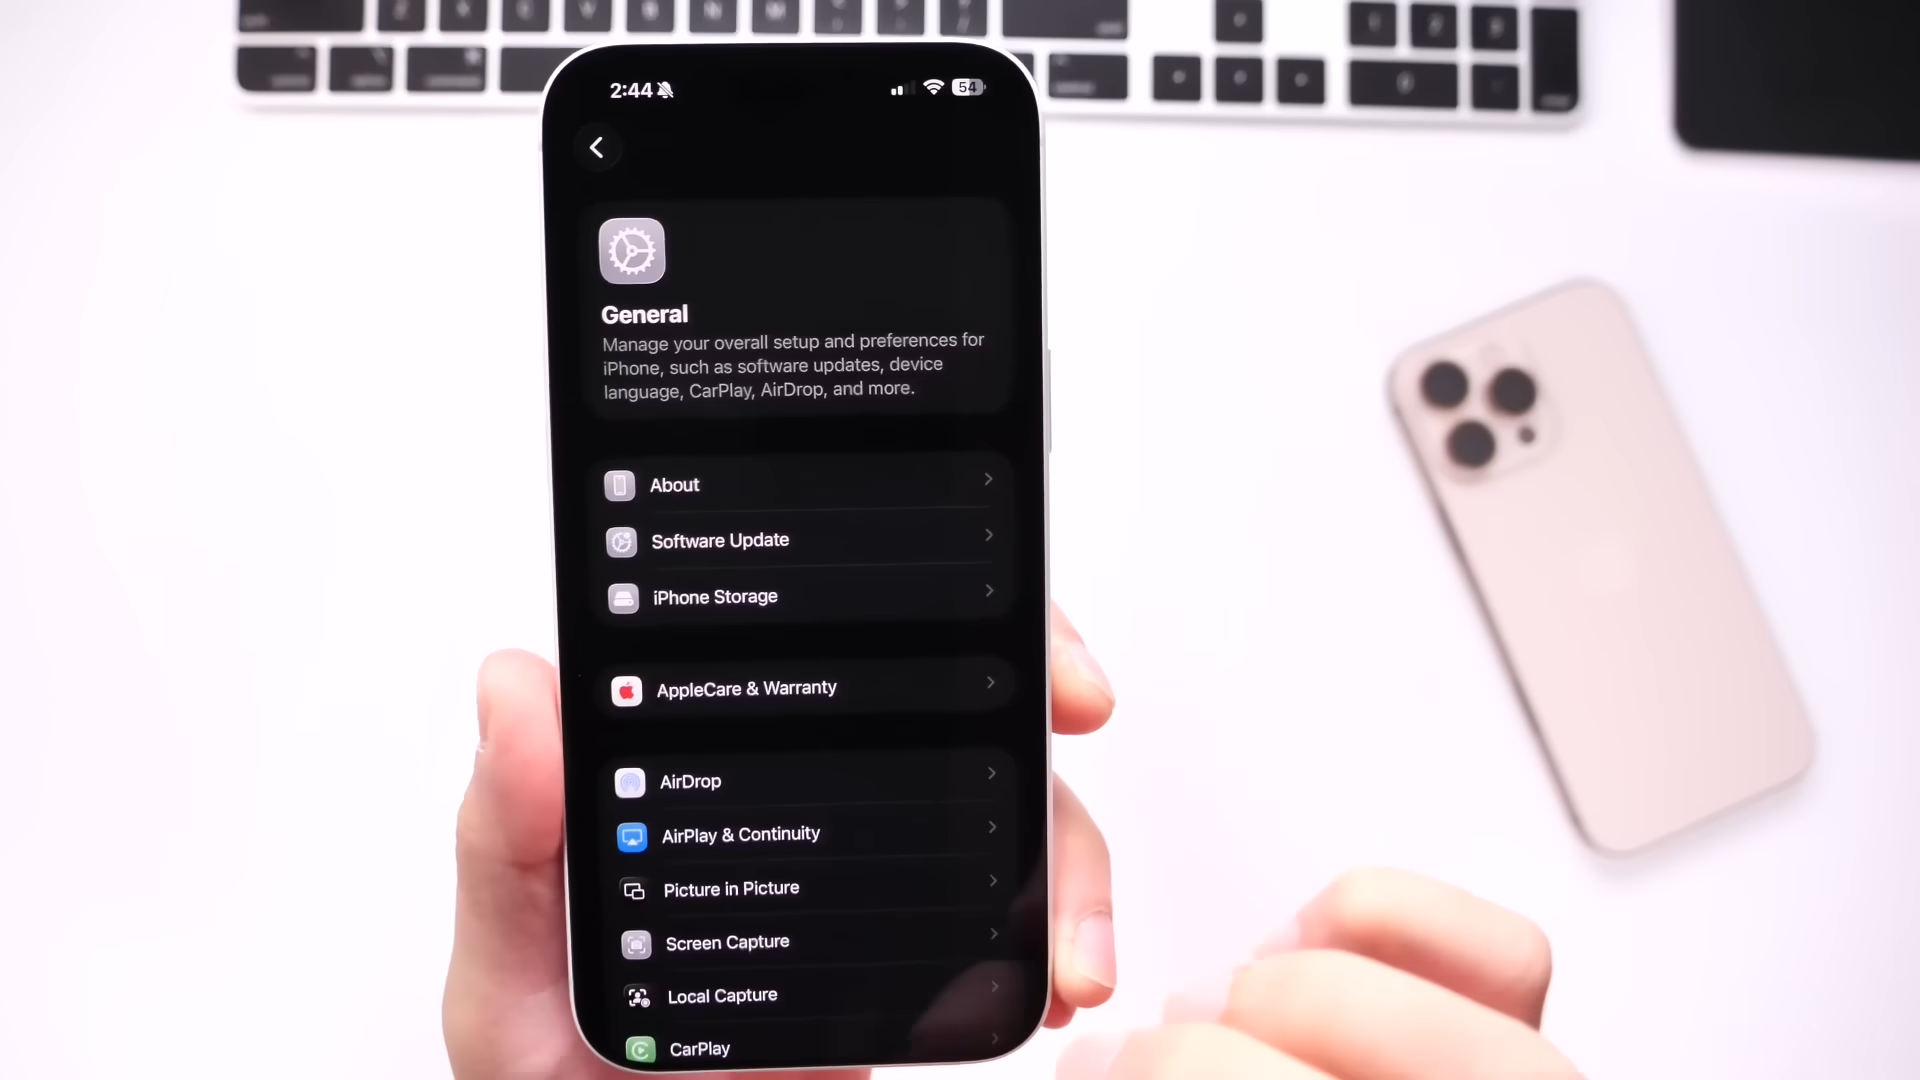 2:44
54
General
Manage your overall setup and preferences for
iPhone, such as software updates, device
language, CarPlay, AirDrop, and more.
About
Software Update
iPhone Storage
AppleCare & Warranty
AirDrop
AirPlay & Continuity
Picture in Picture
Screen Capture
Local Capture
CarPlay